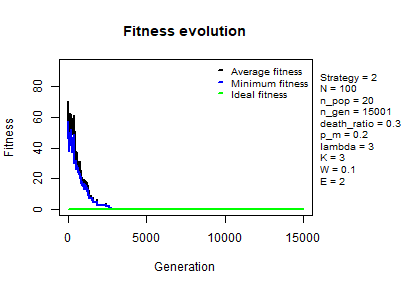 Fitness evolution
Fitness
80
60
40
20
0
Average fitness
Minimum fitness
Ideal fitness
Strategy = 2
N = 100
n_pop = 20
n_gen = 15001
death_ratio = 0.3
p_m = 0.2
lambda = 3
K = 3
W = 0.1
E = 2
0 5000 10000 15000
Generation